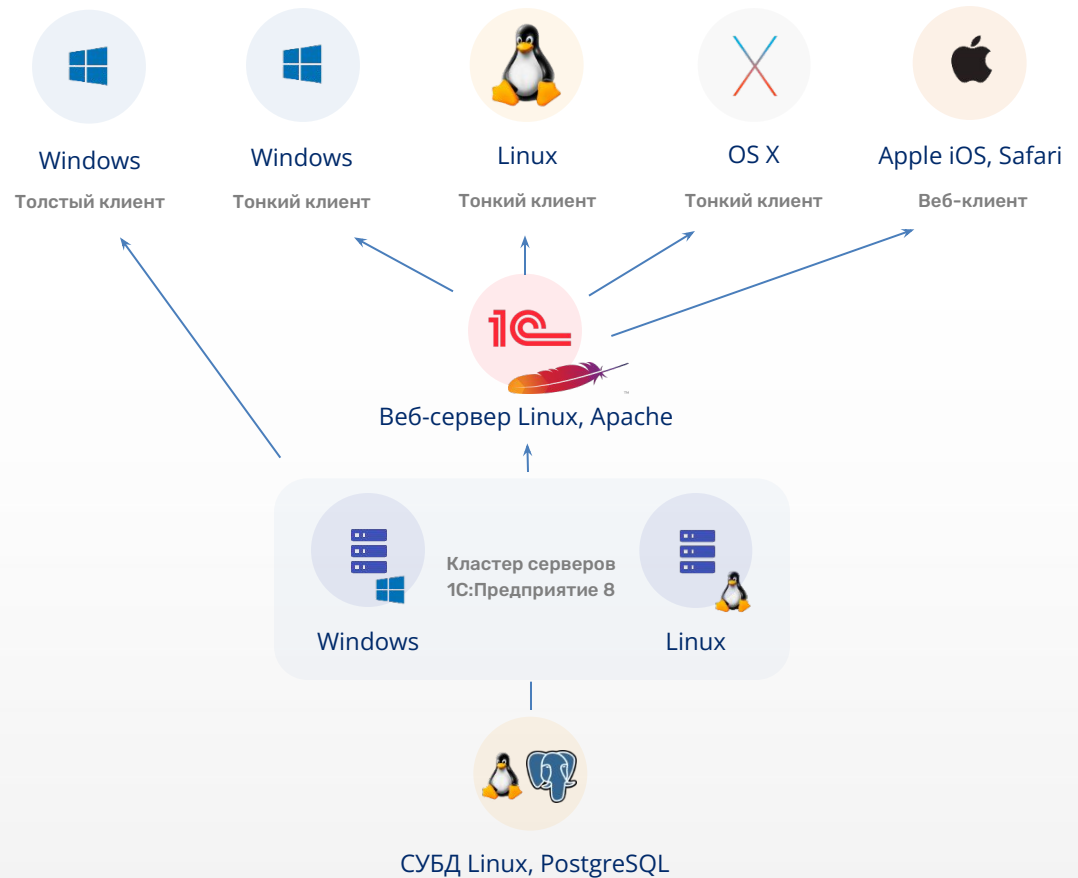 Windows
Windows
Linux
OS X
Apple iOS, Safari
Толстый клиент
Тонкий клиент
Тонкий клиент
Тонкий клиент
Веб-клиент
1С
Веб-сервер Linux, Apache
Кластер серверов
1С:Предприятие 8
Windows
Linux
СУБД Linux, PostgreSQL